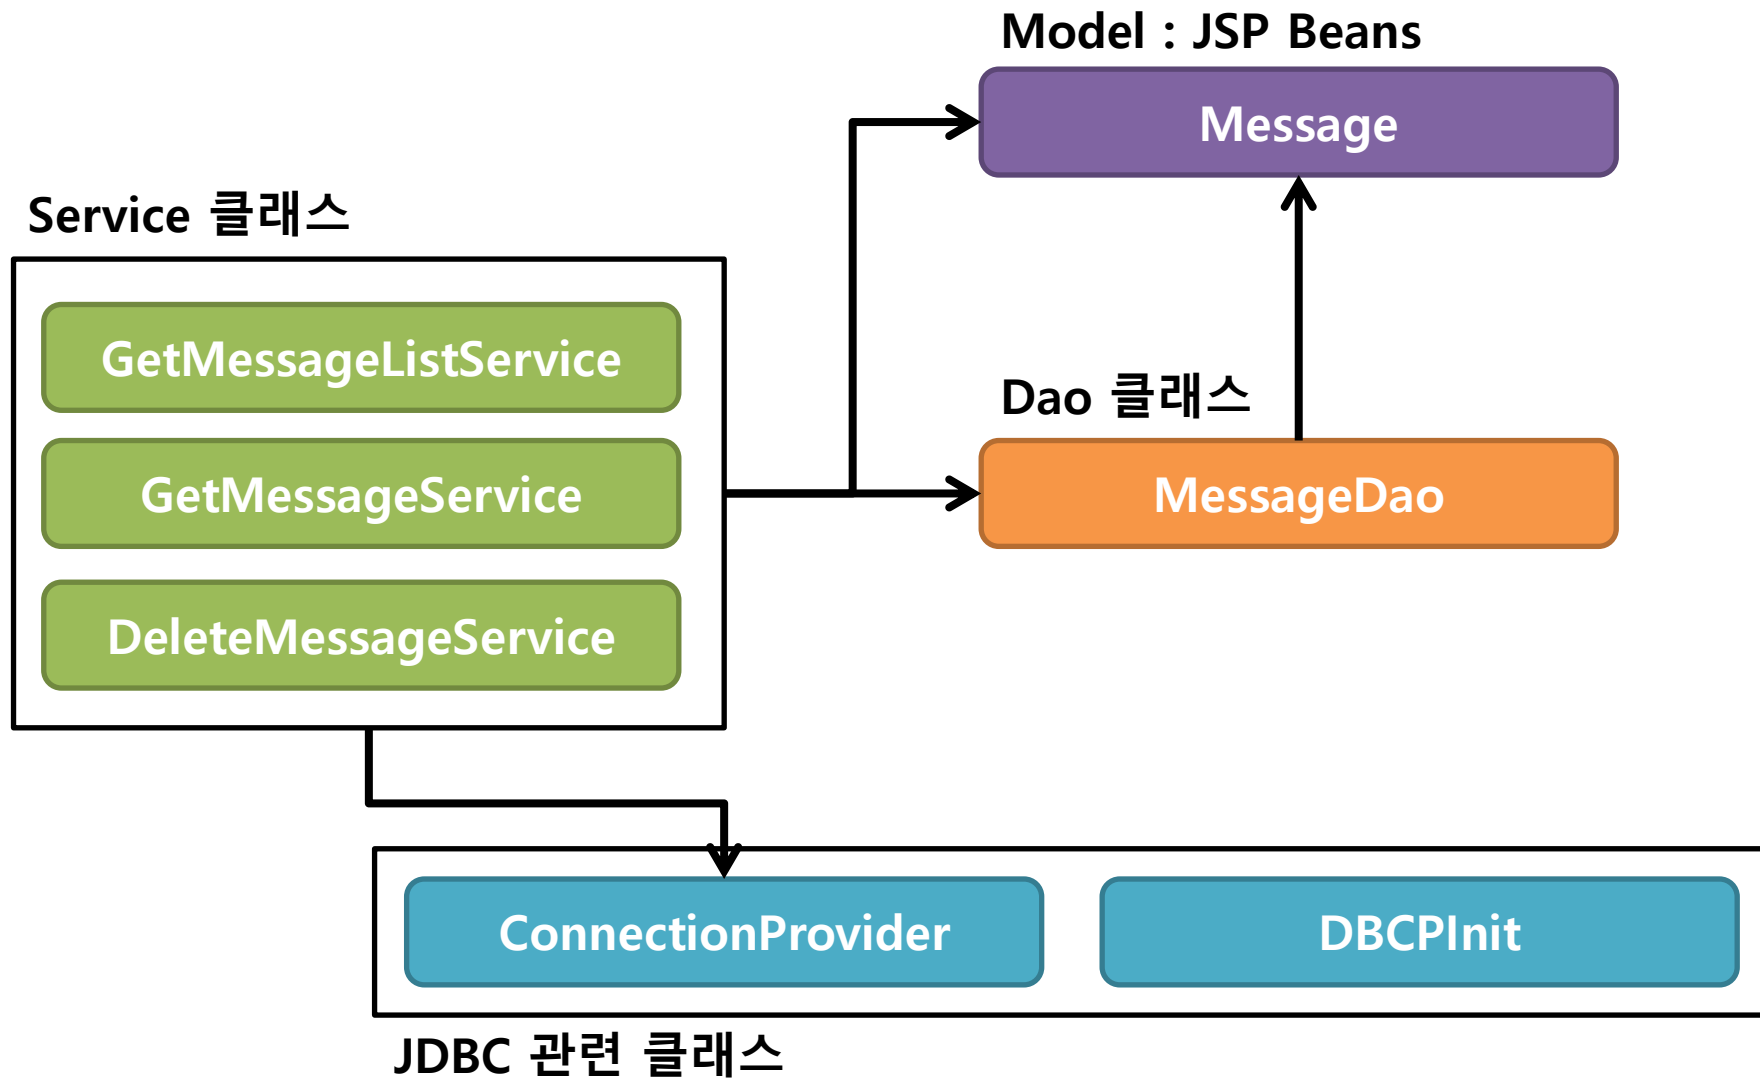 Model : JSP Beans
Message
Service 클래스
GetMessageListService
GetMessageService
DeleteMessageService
Dao 클래스
MessageDao
ConnectionProvider
DBCPInit
JDBC 관련 클래스